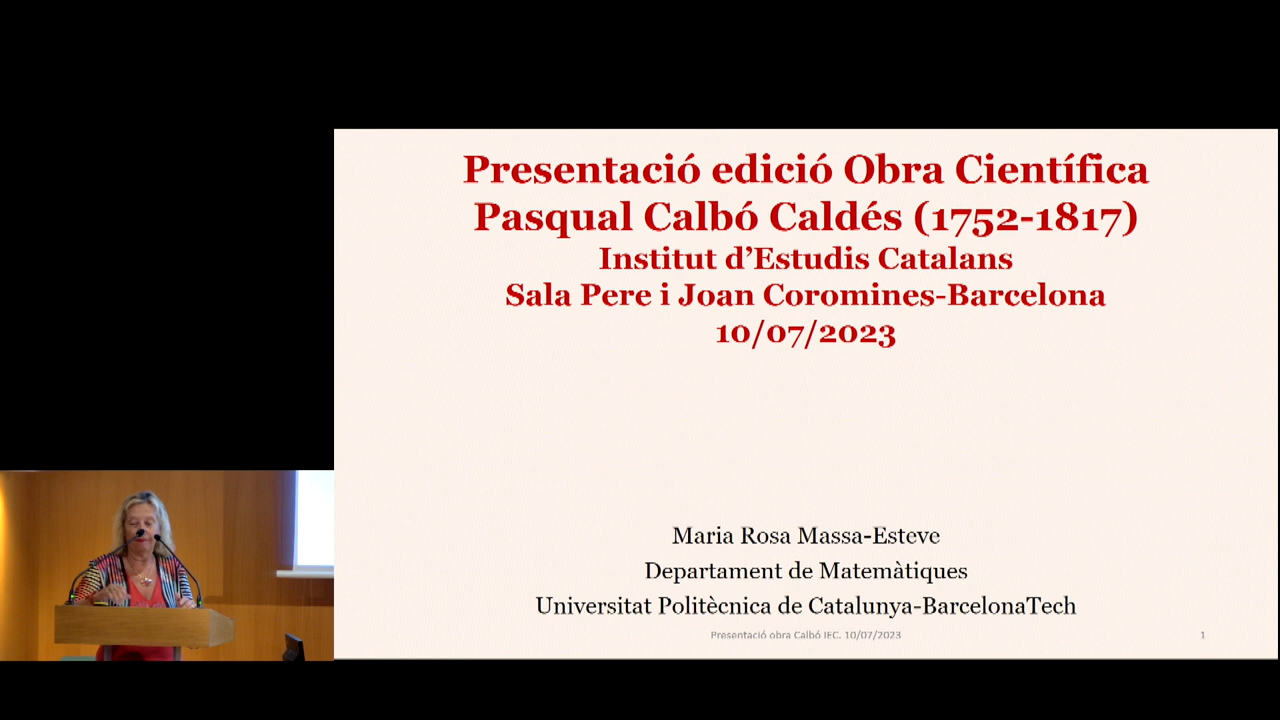 Presentació edició Obra Científica
Pasqual Calbó Caldés (1752-1817)
Institut d’Estudis Catalans
Sala Pere i Joan Coromines-Barcelona
10/07/2023
Maria Rosa Massa-Esteve
Departament de Matemàtiques
Universitat Politècnica de Catalunya-BarcelonaTech
Presentació obra Calbó IEC. 10/07/2023
1